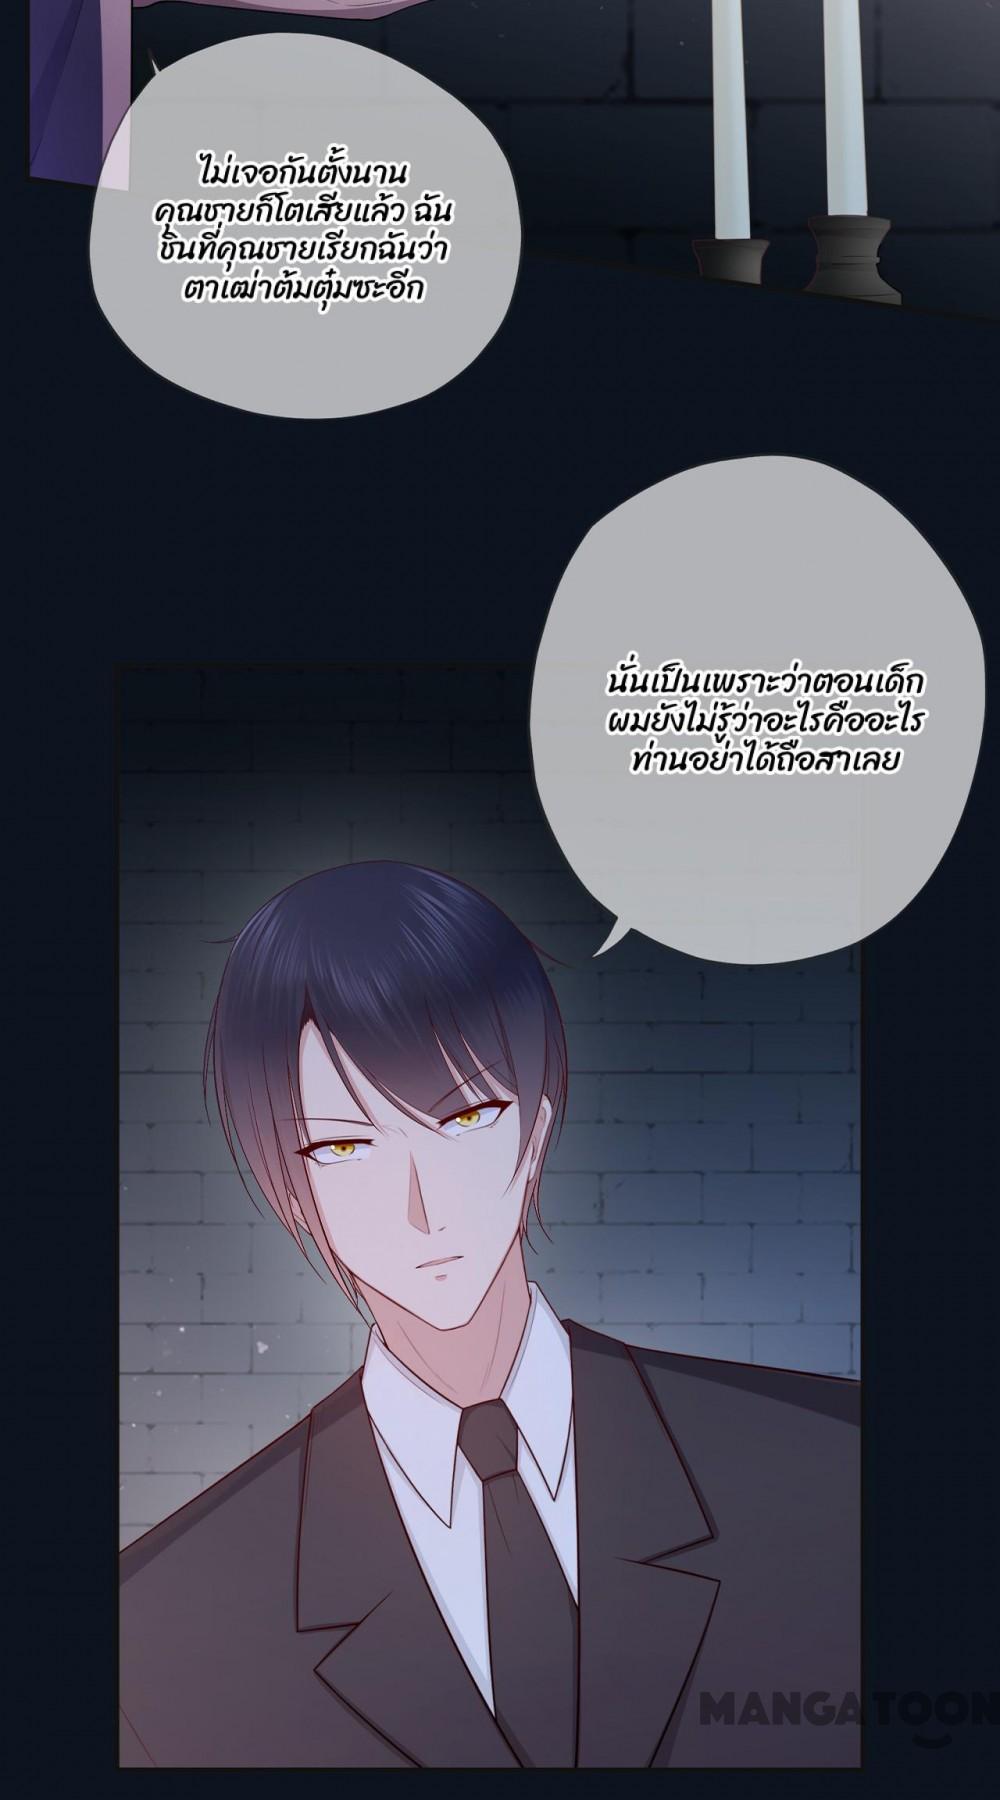 ไม่เจอกันตั้งนาน
คุณชายก็โตเสียแล้ว ฉัน
ชินที่คุณชายเรียกฉันว่า
ตาเฒ่าต้มตุ๋มซะอีก
นั่นเป็นเพราะว่าตอนเด็ก
ผมยังไม่รู้ว่าอะไรคืออะไร
ท่านอย่าได้ถือสาเลย
MANGATOON